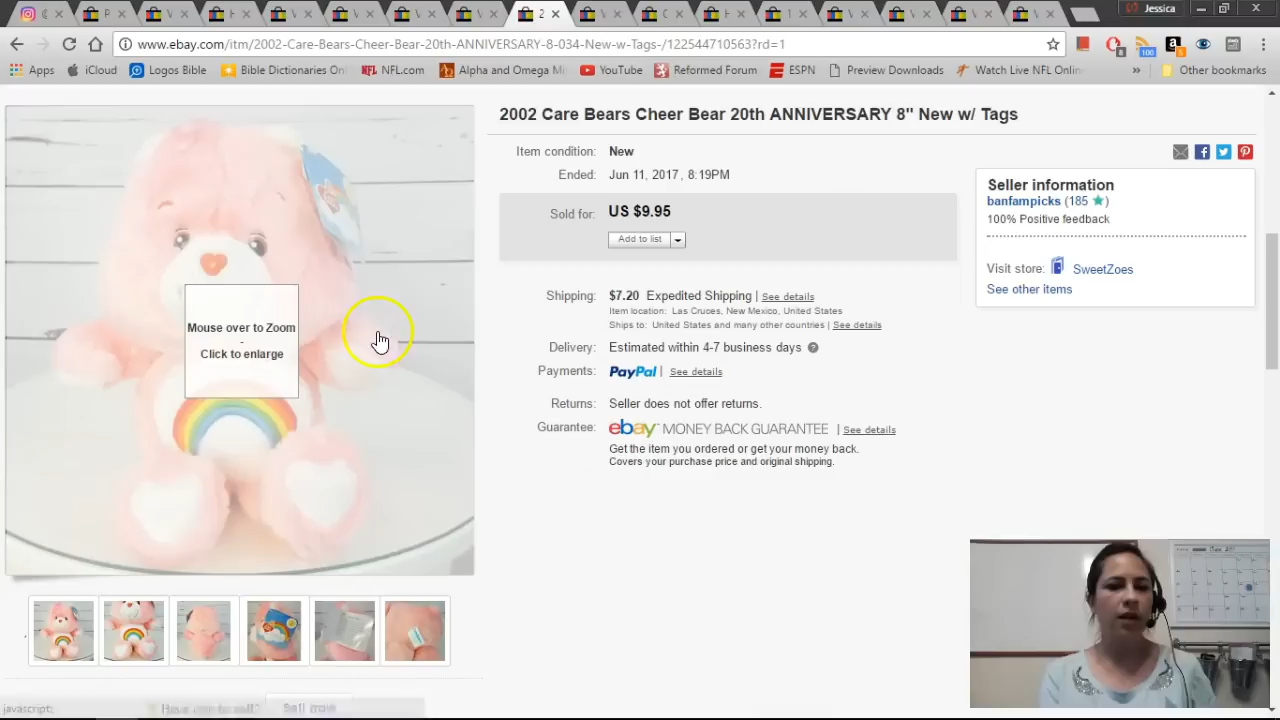 Jessica
www.ebay.com/itm/2002-Care-Bears-Cheer-Bear-20th-ANNIVERSARY-8-034-New-w-Tags-/122544710563?rd=1
Apps
iCloud
Logos Bible
Bible Dictionaries Onl
NFL.com
Alpha and Omega Mi
YouTube
Reformed Forum
ESPN
Preview Downloads
Watch Live NFL Onlin
»
Other bookmarks
2002 Care Bears Cheer Bear 20th ANNIVERSARY 8" New w/ Tags
Item condition: New
Ended: Jun 11, 2017 , 8:19PM
Sold for: US $9.95
Add to list
Shipping: $7.20 Expedited Shipping | See details
Item location: Las Cruces, New Mexico, United States
Ships to: United States and many other countries | See details
Delivery: Estimated within 4-7 business days
Payments: PayPal | See details
Returns: Seller does not offer returns.
Guarantee: ebay MONEY BACK GUARANTEE | See details
Get the item you ordered or get your money back.
Covers your purchase price and original shipping.
Seller information
banfampicks (185 )
100% Positive feedback
Visit store: SweetZoes
See other items
Mouse over to Zoom
-
Click to enlarge
javascript:
Sell now